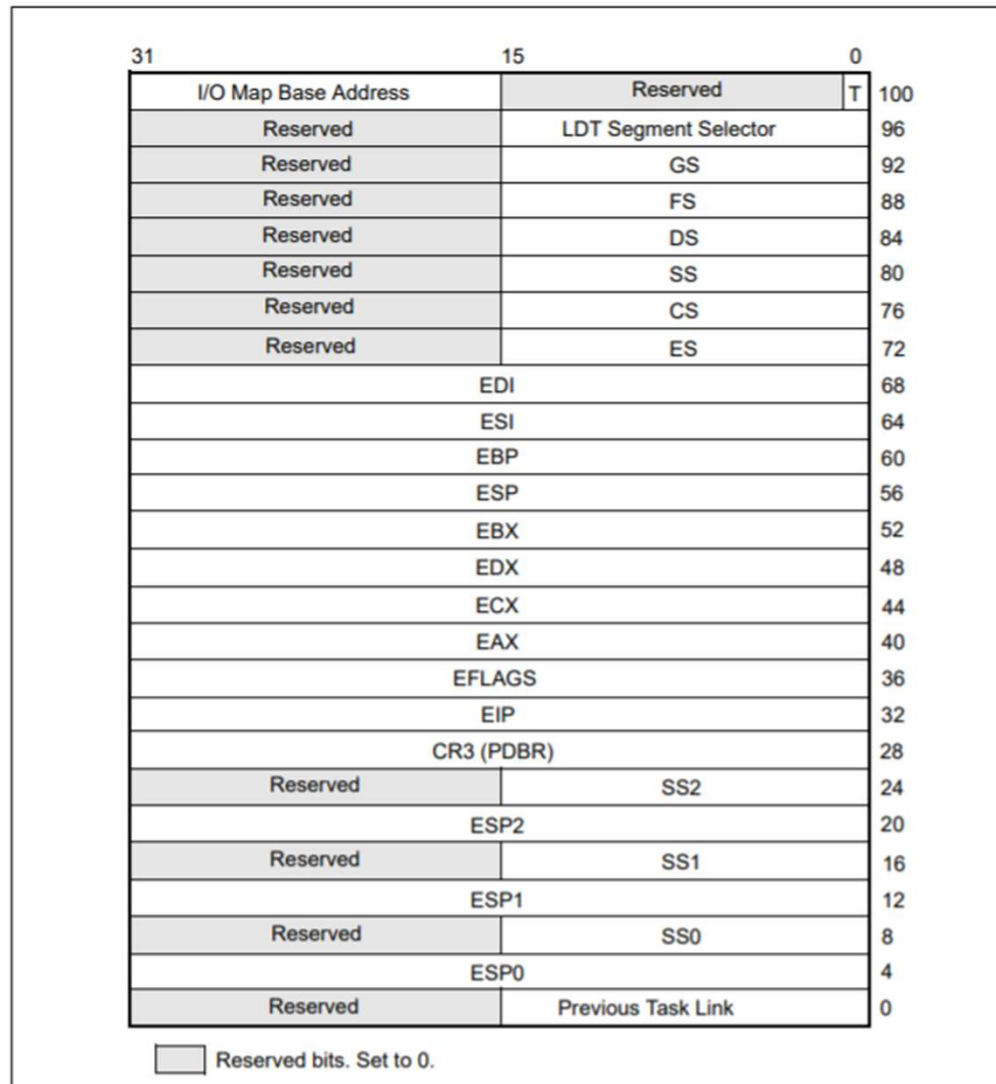 31 15 0
I/O Map Base Address Reserved T 100
Reserved LDT Segment Selector 96
Reserved GS 92
Reserved FS 88
Reserved DS 84
Reserved SS 80
Reserved CS 76
Reserved ES 72
EDI 68
ESI 64
EBP 60
ESP 56
EBX 52
EDX 48
ECX 44
EAX 40
EFLAGS 36
EIP 32
CR3 (PDBR) 28
Reserved SS2 24
ESP2 20
Reserved SS1 16
ESP1 12
Reserved SS0 8
ESP0 4
Reserved Previous Task Link 0
Reserved bits. Set to 0.